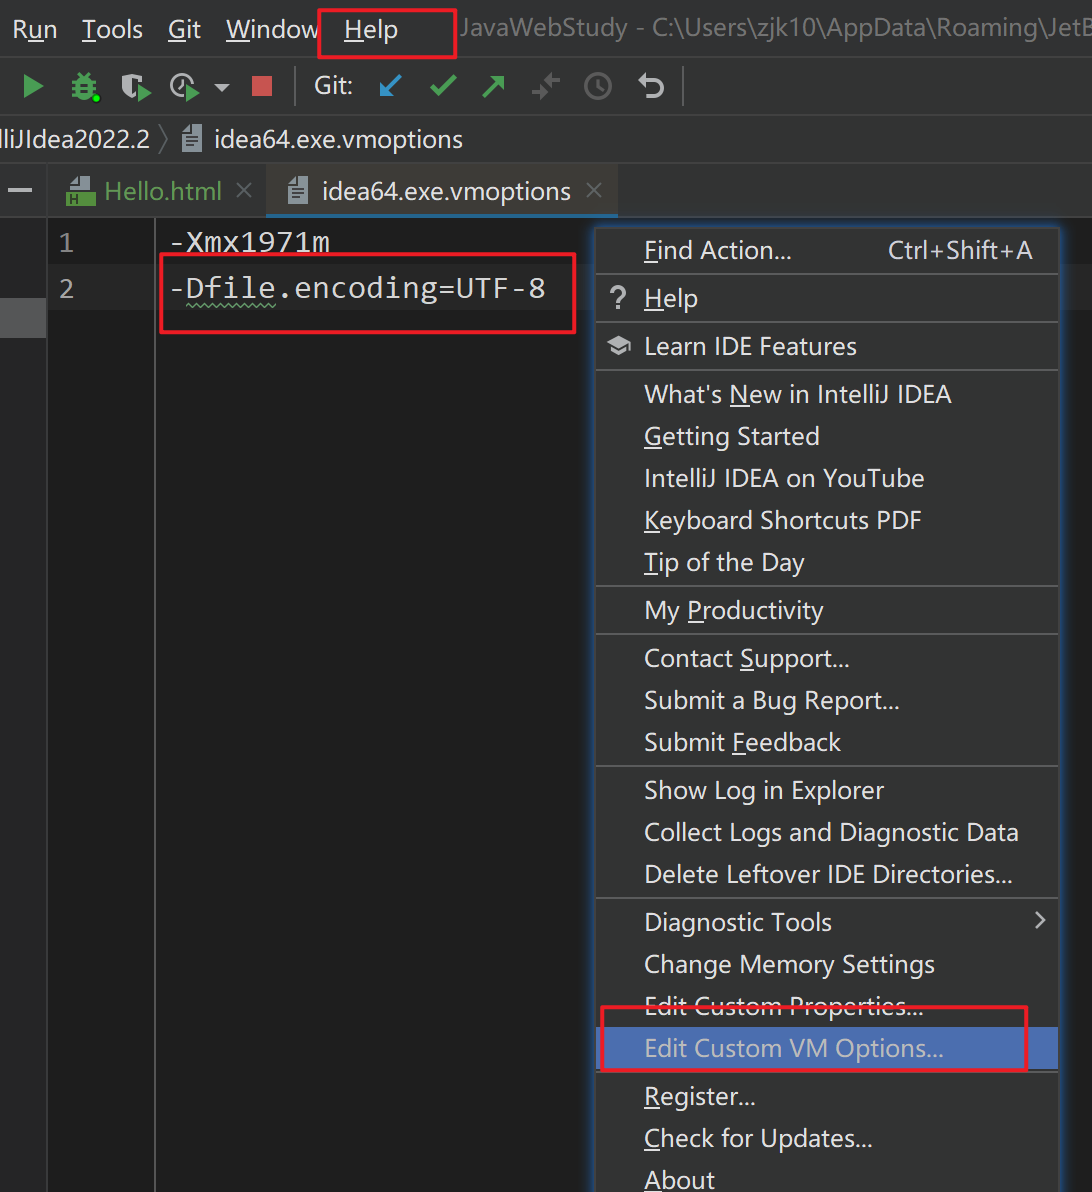 Run Tools Git Window Help JavaWebStudy - C:\Users\zjk10\AppData\Roaming\JetB
Git:
lliJIdea2022.2 idea64.exe.vmoptions
Hello.html idea64.exe.vmoptions
1 -Xmx1971m
2 -Dfile.encoding=UTF-8
Find Action... Ctrl+Shift+A
? Help
Learn IDE Features
What's New in IntelliJ IDEA
Getting Started
IntelliJ IDEA on YouTube
Keyboard Shortcuts PDF
Tip of the Day
My Productivity
Contact Support...
Submit a Bug Report...
Submit Feedback
Show Log in Explorer
Collect Logs and Diagnostic Data
Delete Leftover IDE Directories...
Diagnostic Tools
Change Memory Settings
Edit Custom Properties...
Edit Custom VM Options...
Register...
Check for Updates...
About